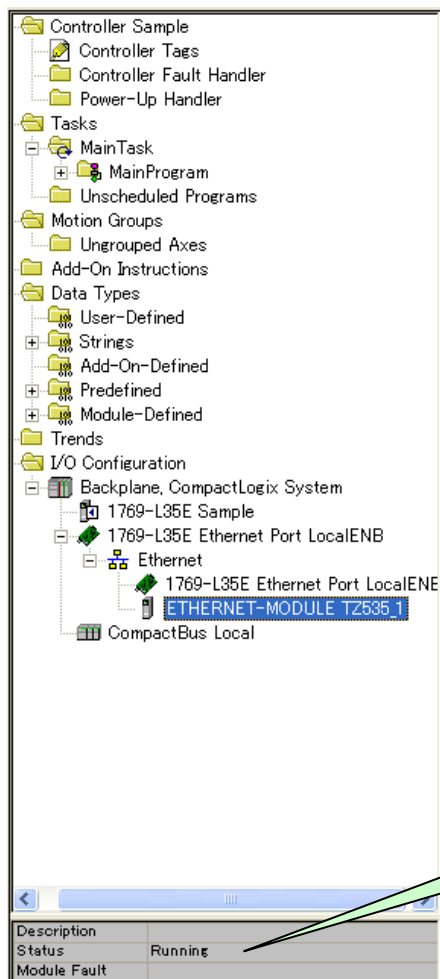 Controller Sample
Controller Tags
Controller Fault Handler
Power-Up Handler
Tasks
MainTask
MainProgram
Unscheduled Programs
Motion Groups
Ungrouped Axes
Add-On Instructions
Data Types
User-Defined
Strings
Add-On-Defined
Predefined
Module-Defined
Trends
I/O Configuration
Backplane, CompactLogix System
1769-L35E Sample
1769-L35E Ethernet Port LocalENB
Ethernet
1769-L35E Ethernet Port LocalENE
ETHERNET-MODULE TZ535_1
CompactBus Local
Description
Status Running
Module Fault